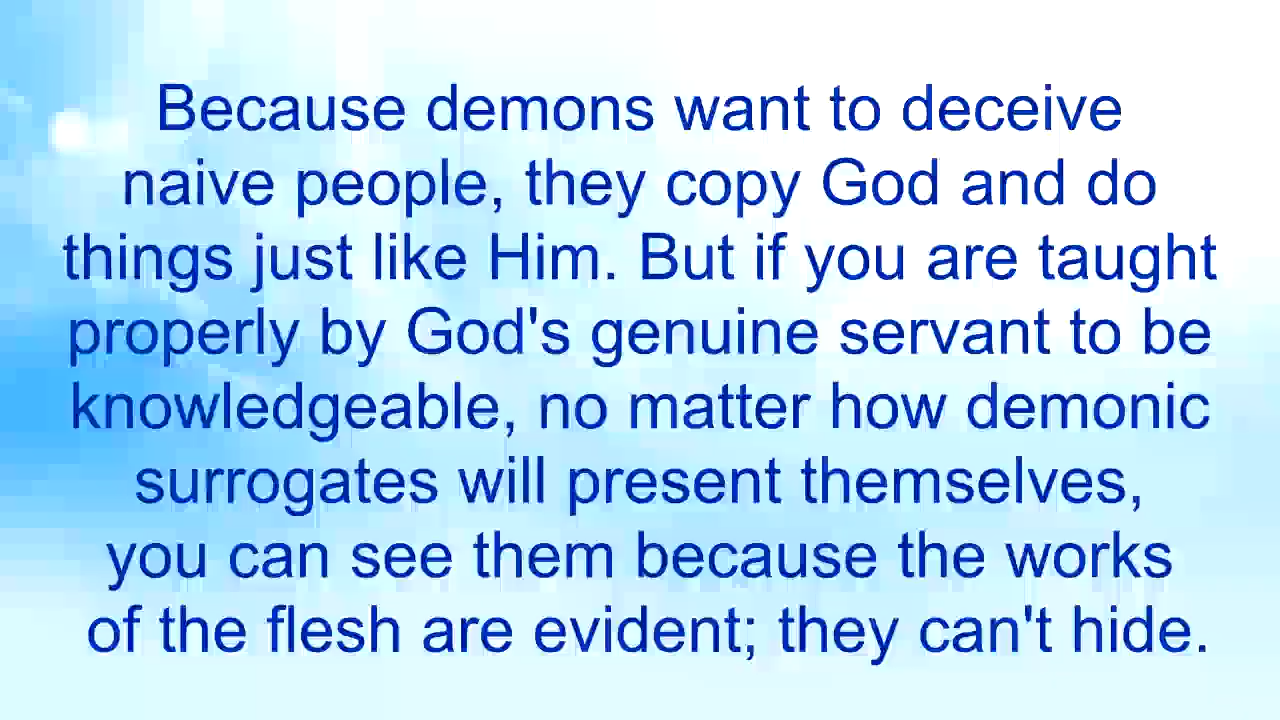 Because demons want to deceive
naive people, they copy God and do
things just like Him. But if you are taught
properly by God's genuine servant to be
knowledgeable, no matter how demonic
surrogates will present themselves,
you can see them because the works
of the flesh are evident; they can't hide.